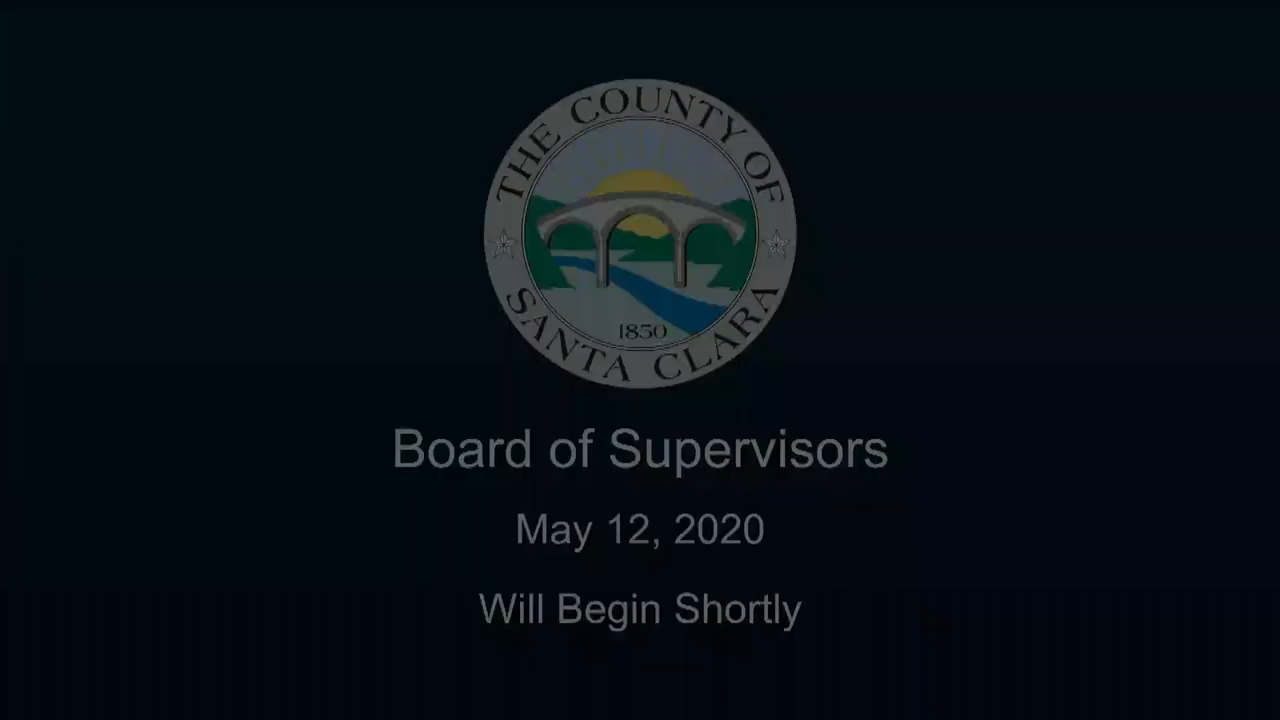 THE COUNTY OF
SANTA CLARA
1850
Board of Supervisors
May 12, 2020
Will Begin Shortly